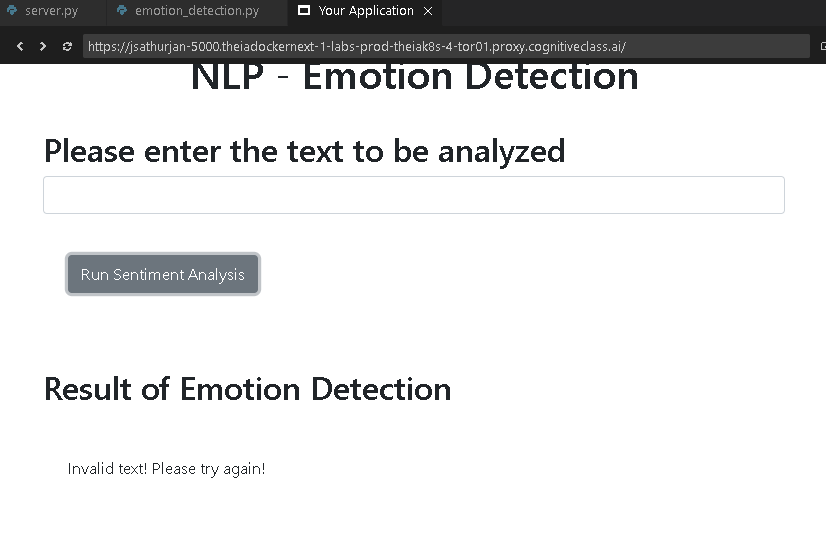 server.py emotion_detection.py Your Application
https://jsathurjan-5000.theiadockernext-1-labs-prod-theiak8s-4-tor01.proxy.cognitiveclass.ai/
NLP - Emotion Detection
Please enter the text to be analyzed
Run Sentiment Analysis
Result of Emotion Detection
Invalid text! Please try again!